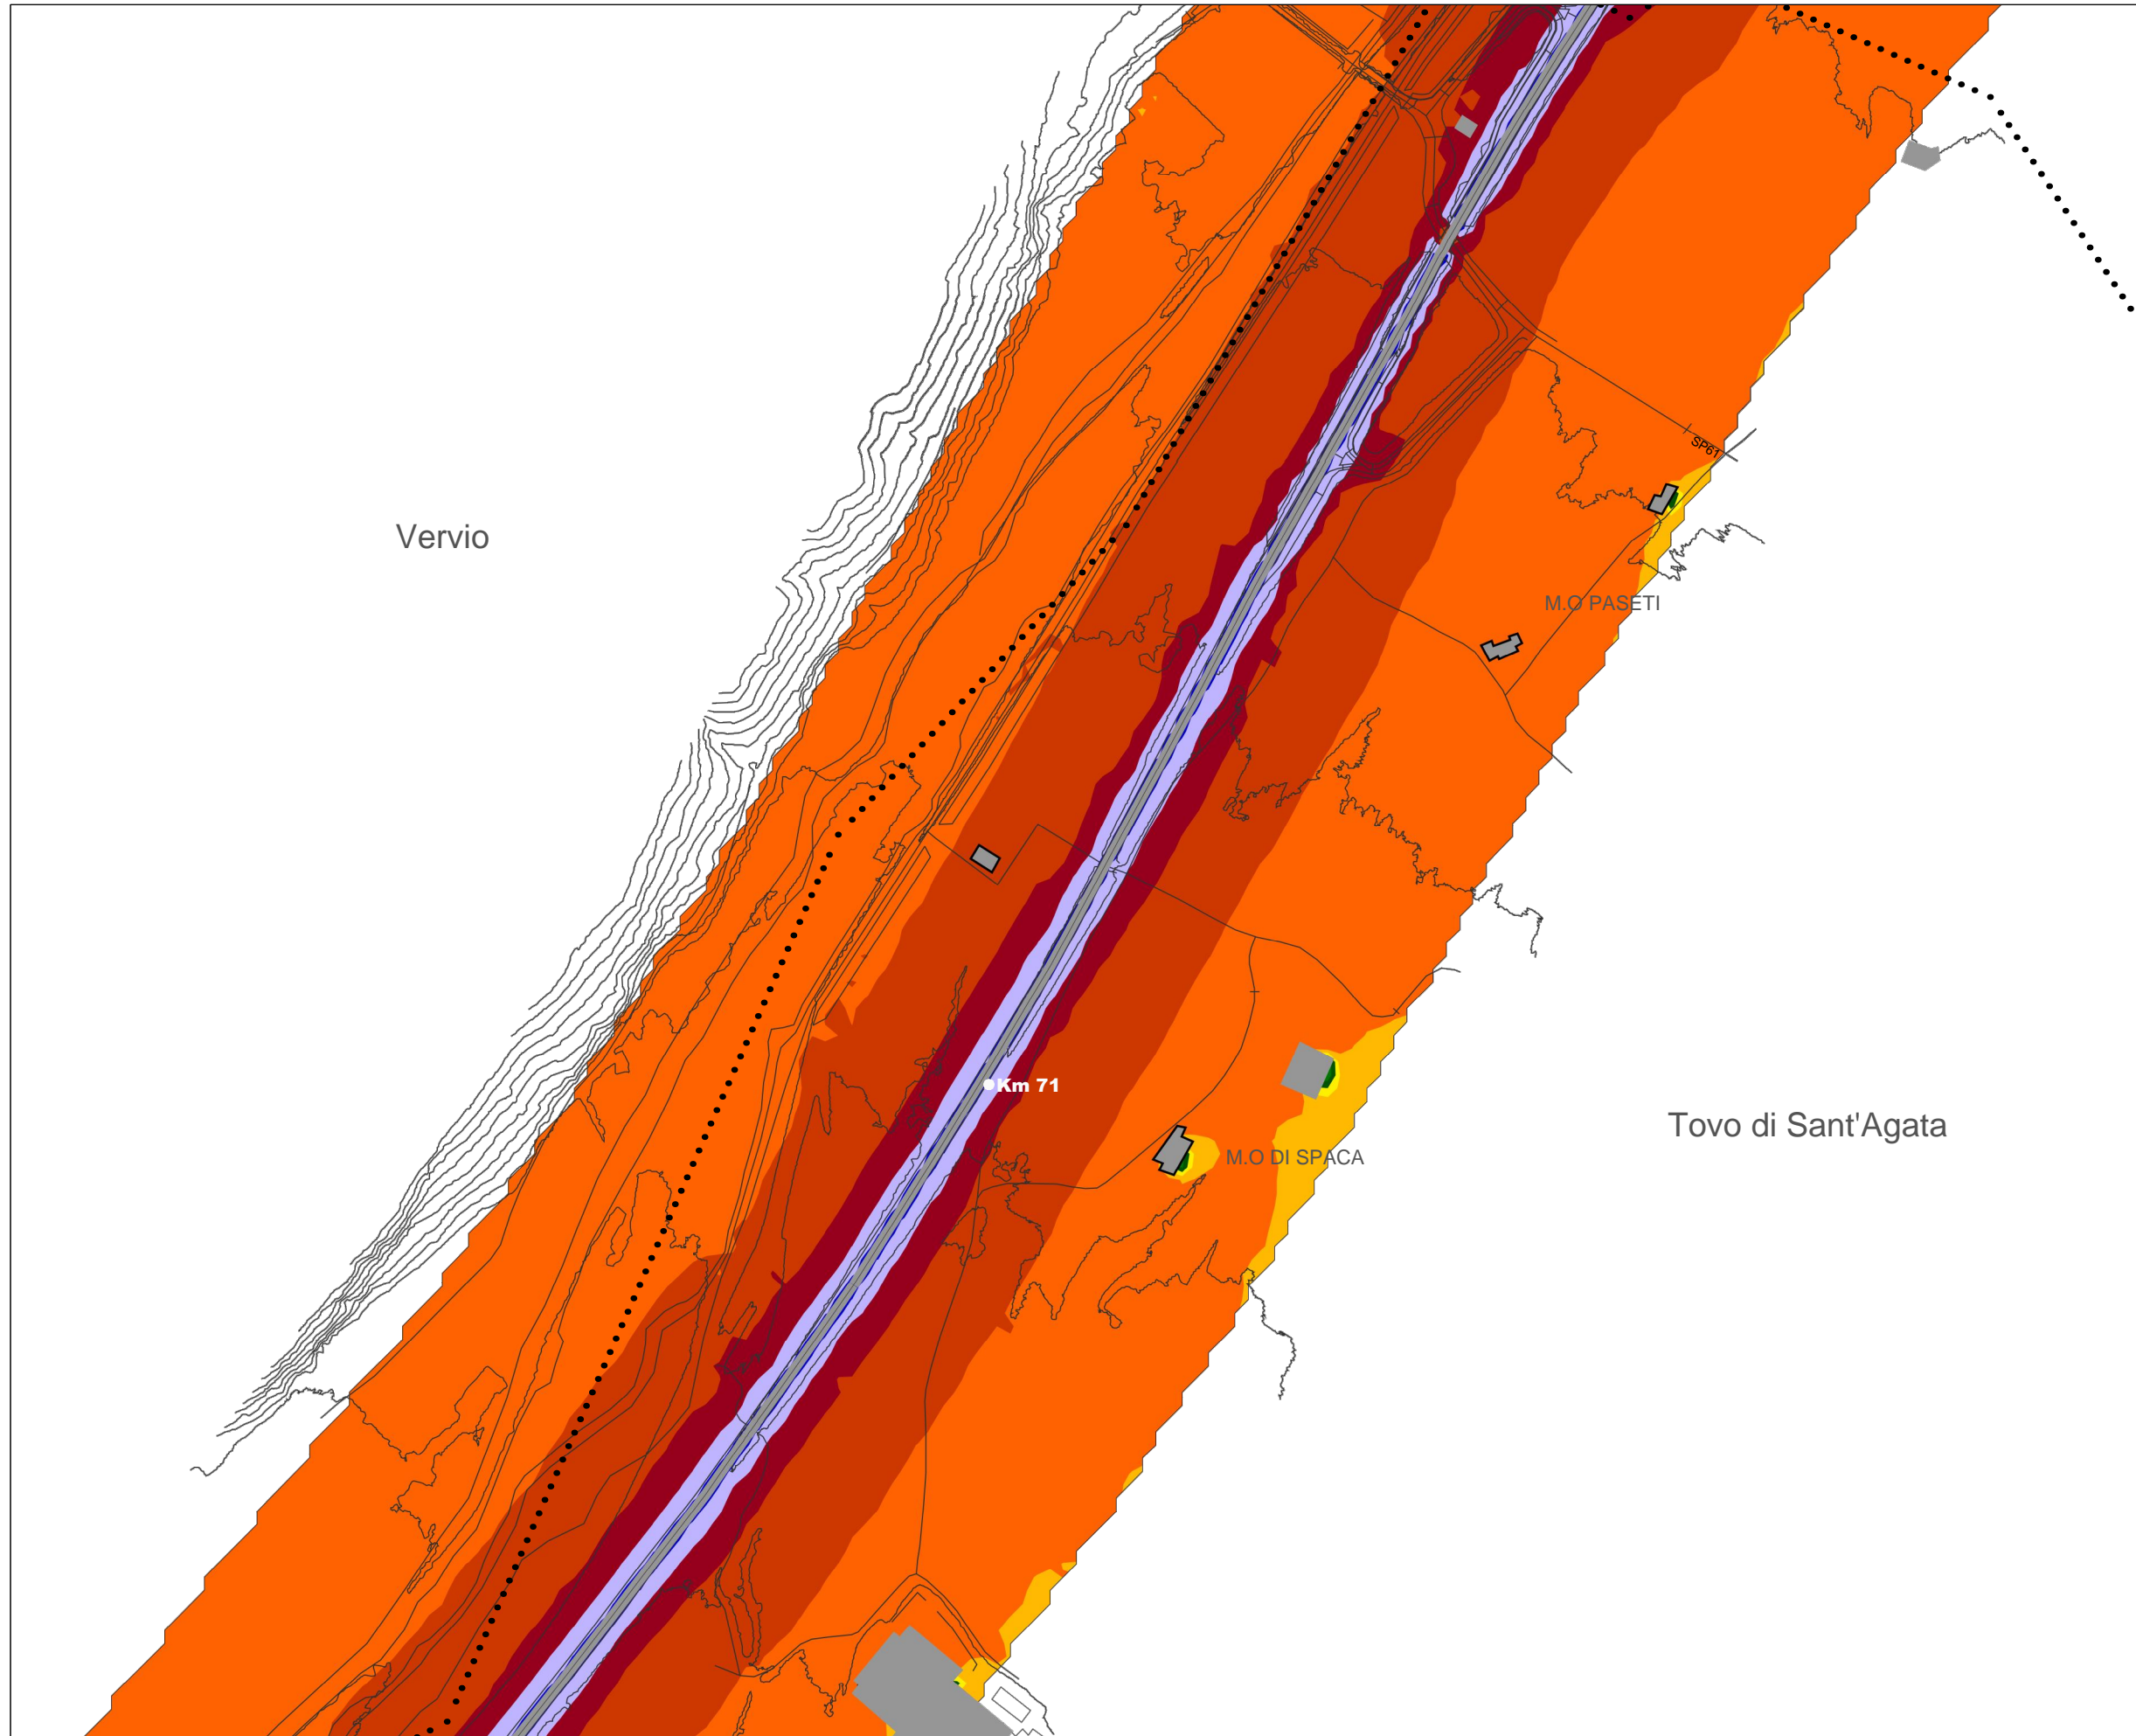 SP61
Vervio
M.O PASETI
Km 71
Tovo di Sant'Agata
M.O DI SPACA